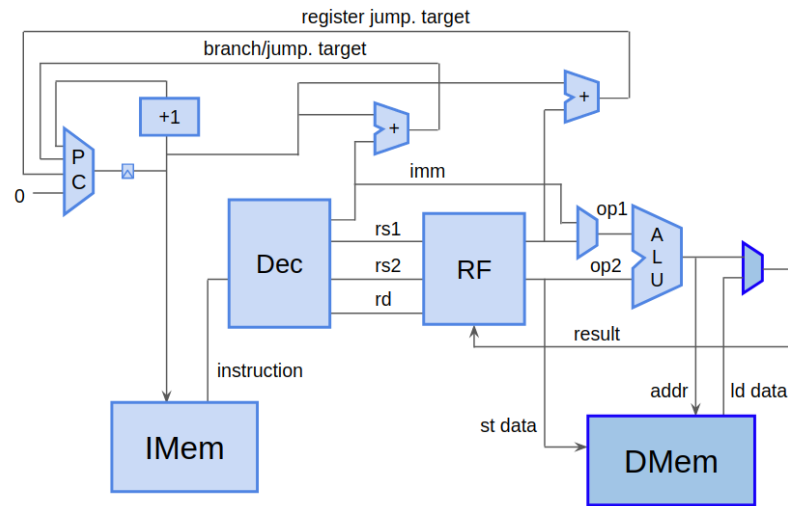 register jump. target
branch/jump. target
+1
+
+
P
C
0
imm
op1
A
L
U
Dec
rs1
RF
rs2
op2
rd
result
instruction
addr
ld data
st data
IMem
DMem